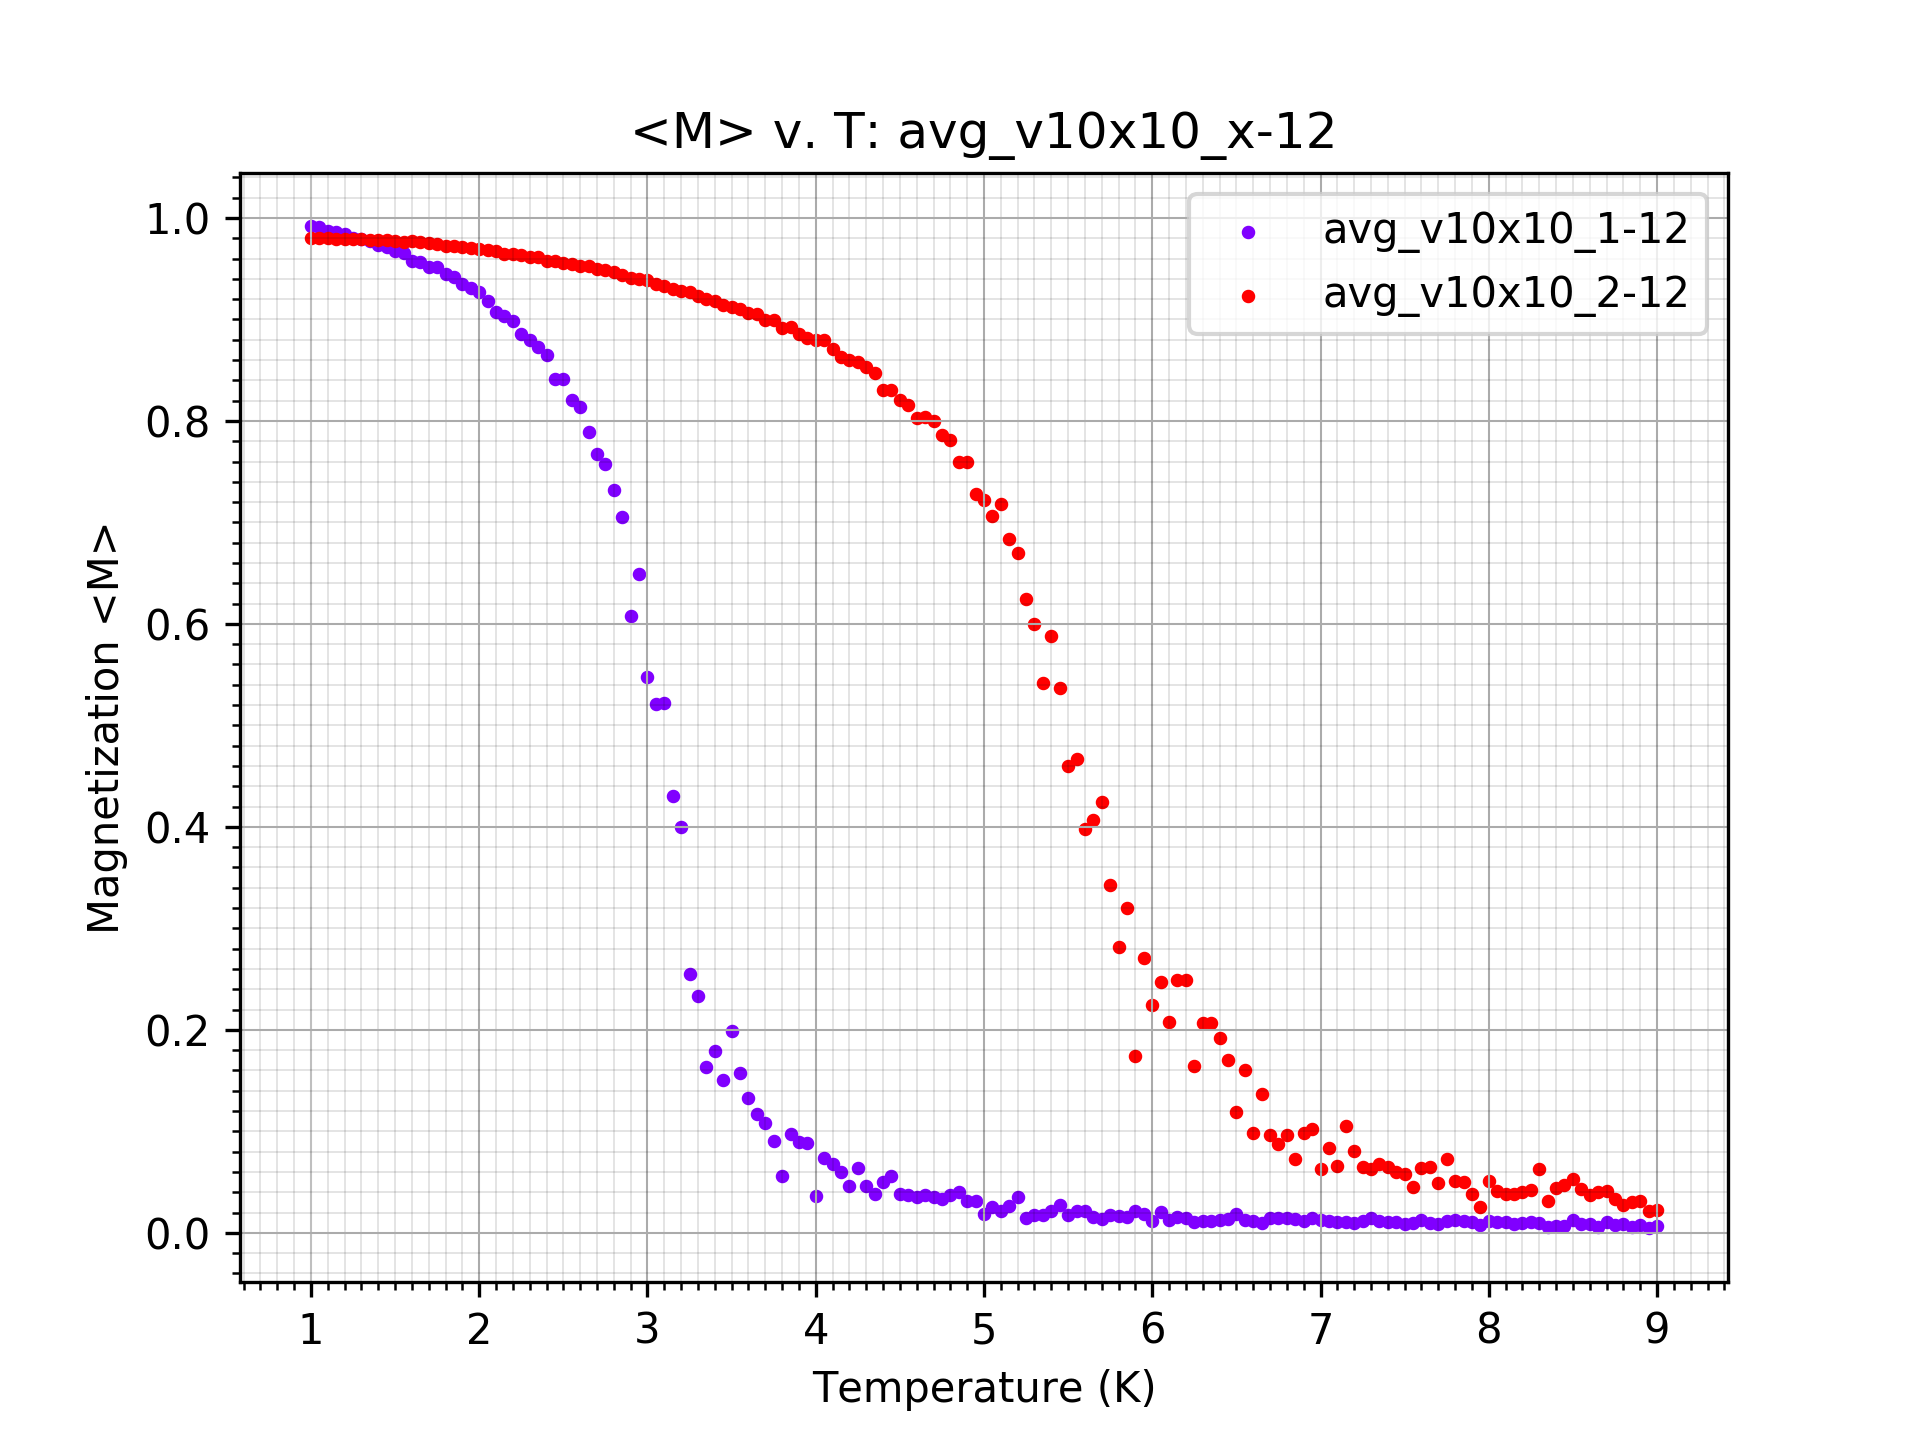 <M> v. T: avg_v10x10_x-12
avg_v10x10_1-12
avg_v10x10_2-12
Magnetization <M>
1.0
0.8
0.6
0.4
0.2
0.0
1 2 3 4 5 6 7 8 9
Temperature (K)